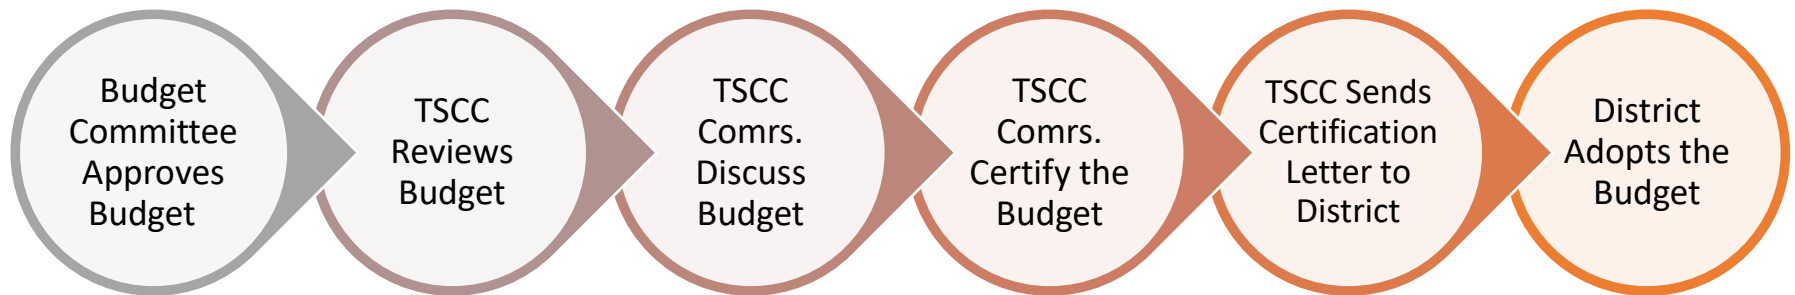 Budget
Committee
Approves
Budget
TSCC
Reviews
Budget
TSCC
Comrs.
Discuss
Budget
TSCC
Comrs.
Certify the
Budget
TSCC Sends
Certification
Letter to
District
District
Adopts the
Budget